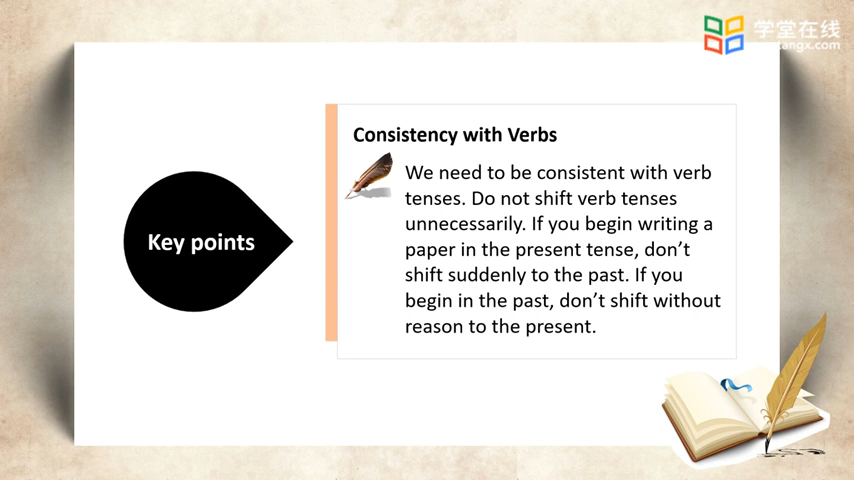 学堂在线
Consistency with Verbs
We need to be consistent with verb
tenses. Do not shift verb tenses
unnecessarily. If you begin writing a
paper in the present tense, don't
shift suddenly to the past. If you
begin in the past, don't shift without
reason to the present.
Key points